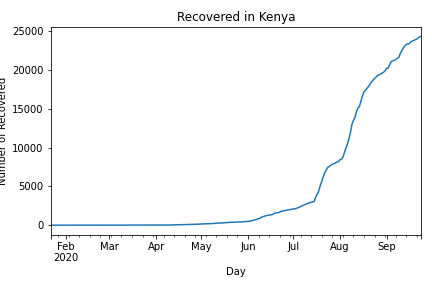 Recovered in Kenya
Number of Recovered
25000
20000
15000
10000
5000
0
Feb Mar Apr May Jun Jul Aug Sep
2020
Day